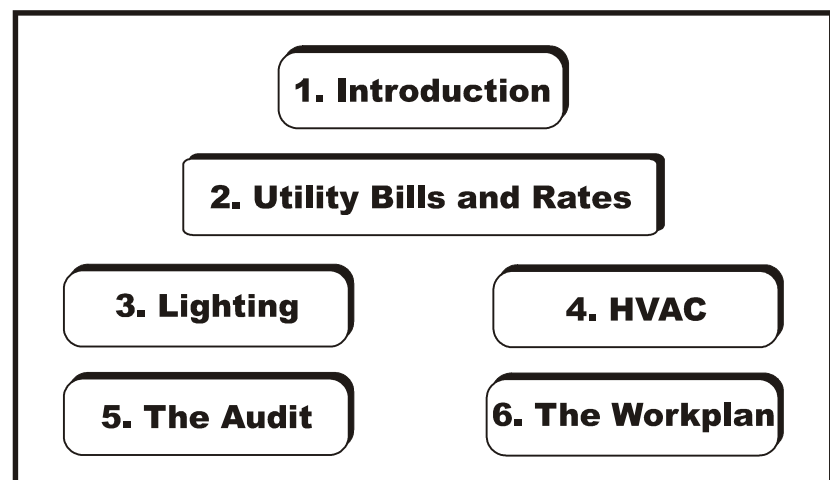 1. Introduction
2. Utility Bills and Rates
3. Lighting
4. HVAC
5. The Audit
6. The Workplan